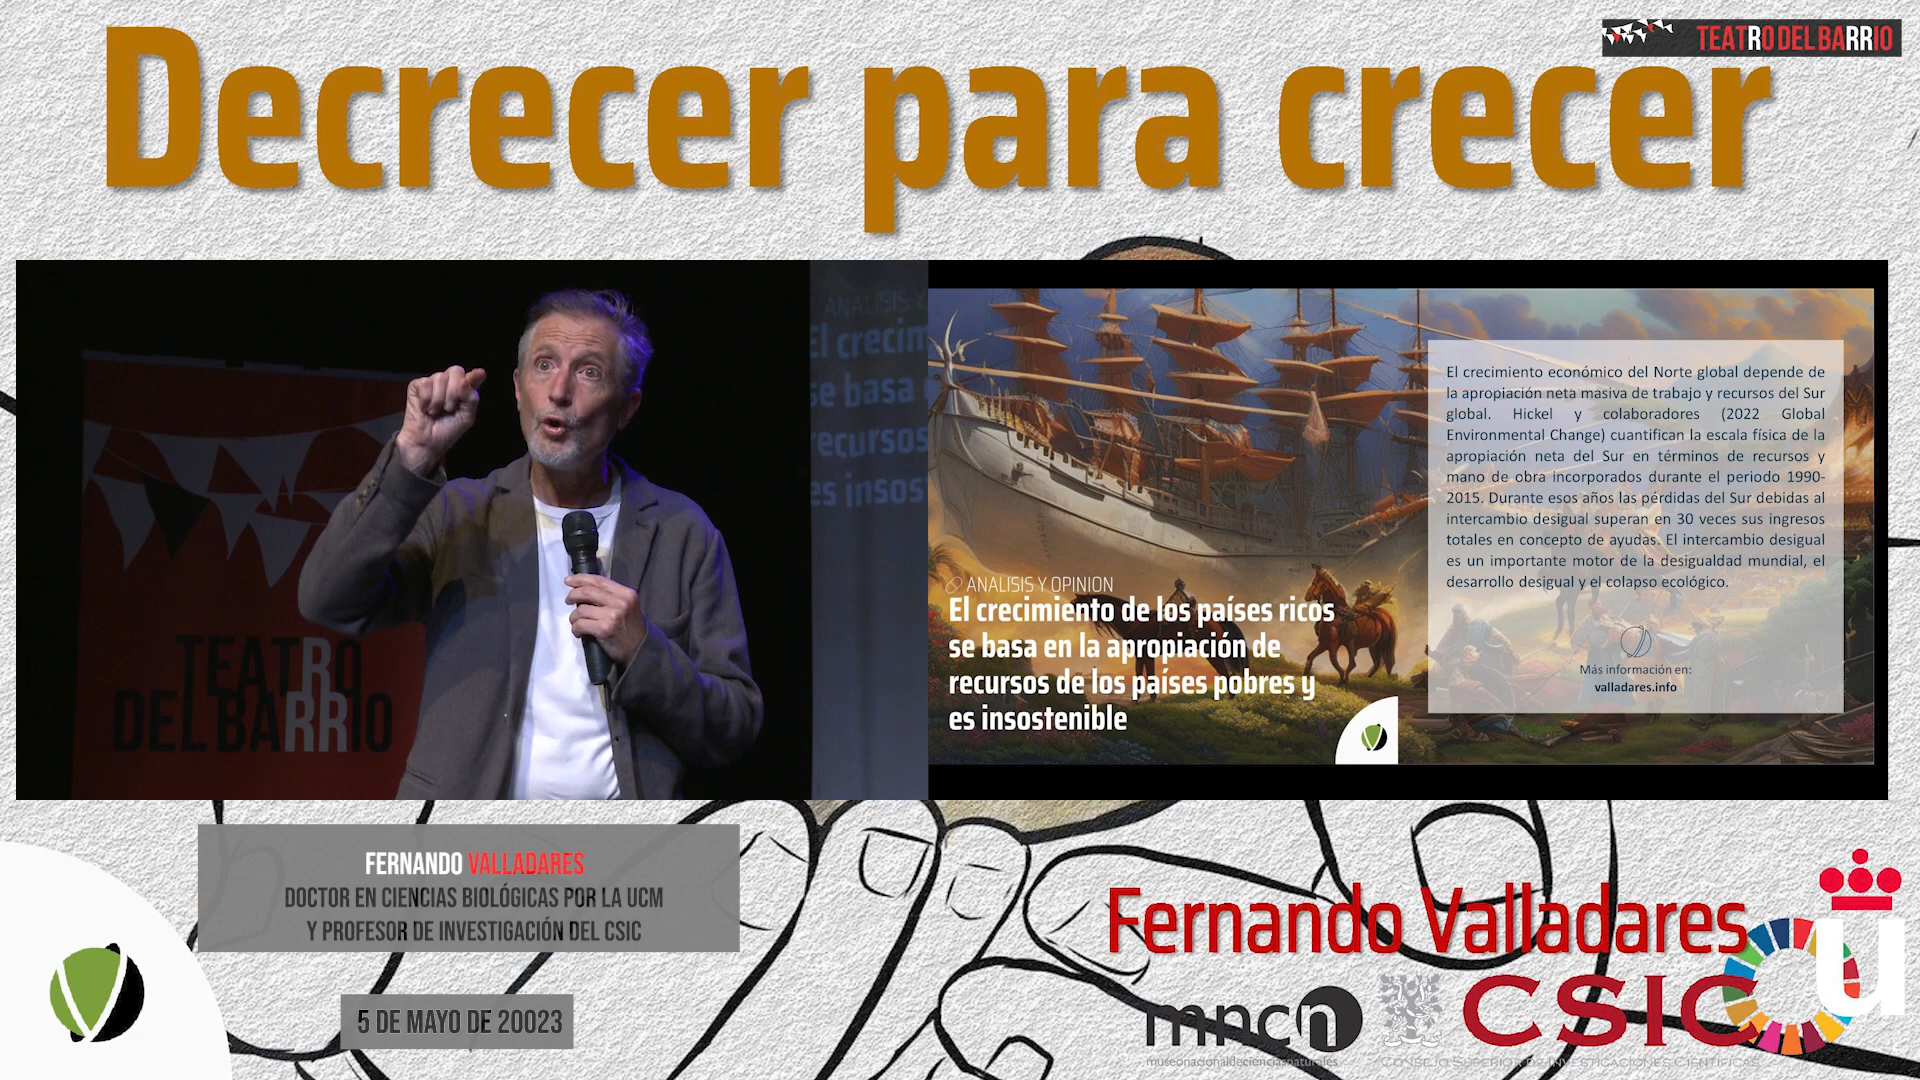 TEATRO DEL BARRIO
Decrecer para crecer
TEATRO
DEL BARRIO
ANALISIS Y
El crecim
se basa
recursos
es insos
ANALISIS Y OPINION
El crecimiento de los países ricos
se basa en la apropiación de
recursos de los países pobres y
es insostenible
El crecimiento económico del Norte global depende de
la apropiación neta masiva de trabajo y recursos del Sur
global. Hickel y colaboradores (2022 Global
Environmental Change) cuantifican la escala física de la
apropiación neta del Sur en términos de recursos y
mano de obra incorporados durante el periodo 1990-
2015. Durante esos años las pérdidas del Sur debidas al
intercambio desigual superan en 30 veces sus ingresos
totales en concepto de ayudas. El intercambio desigual
es un importante motor de la desigualdad mundial, el
desarrollo desigual y el colapso ecológico.
Más información en:
valladares.info
FERNANDO VALLADARES
DOCTOR EN CIENCIAS BIOLÓGICAS POR LA UCM
Y PROFESOR DE INVESTIGACIÓN DEL CSIC
5 DE MAYO DE 20023
Fernando Valladares
mncn
museonacionaldecienciasnaturales
CSIC
CONSEJO SUPERIOR DE INVESTIGACIONES CIENTÍFICAS
u